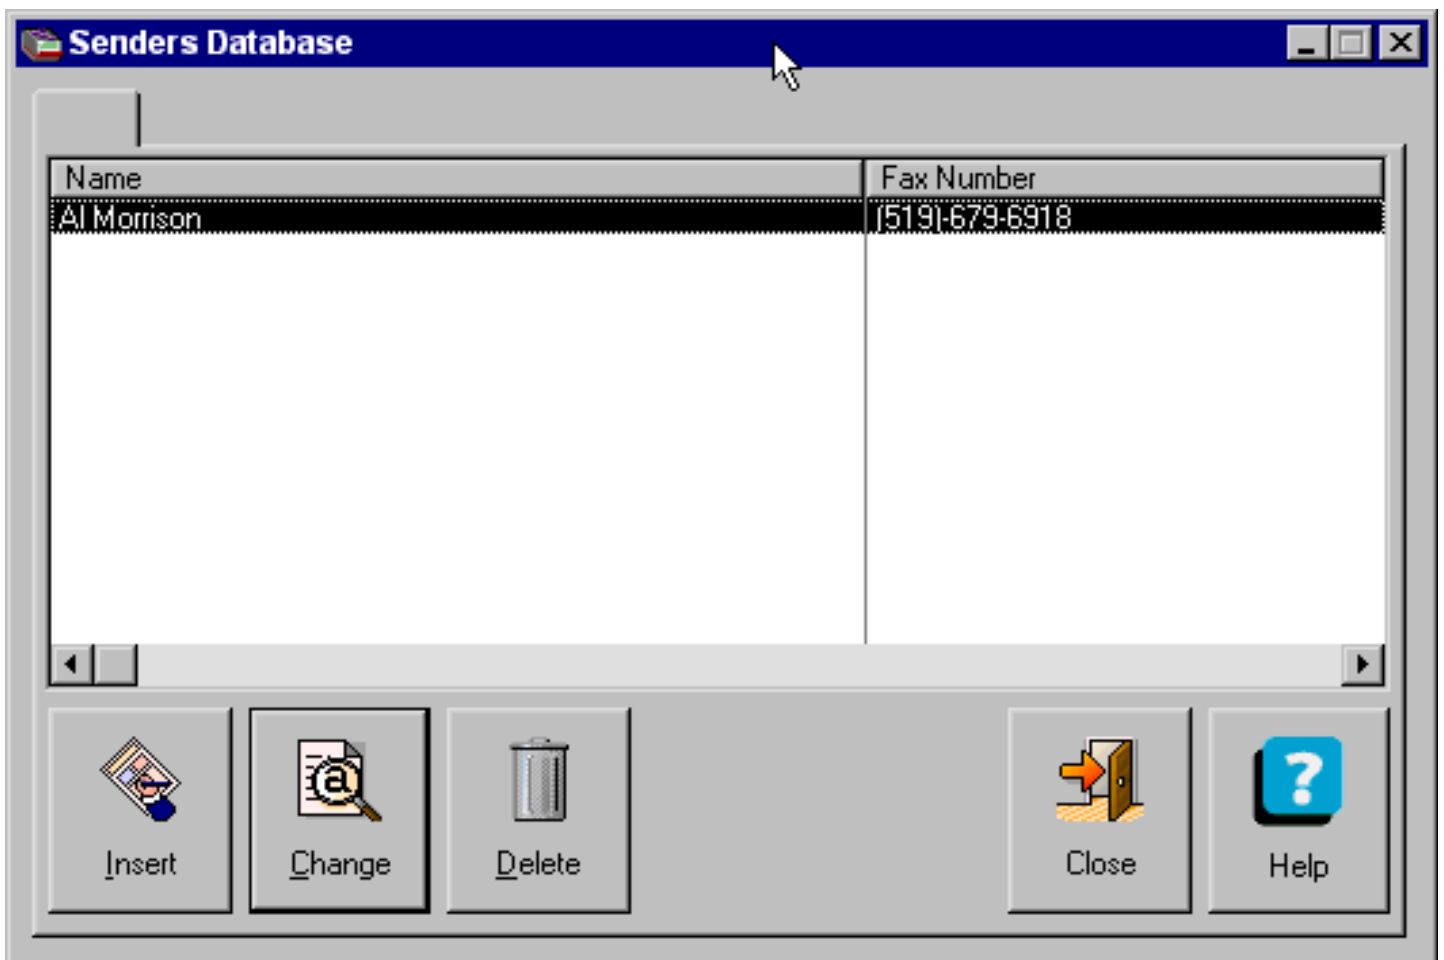 Senders Database
Name Fax Number
Al Morrison (519)-679-6918
Insert Change Delete Close Help